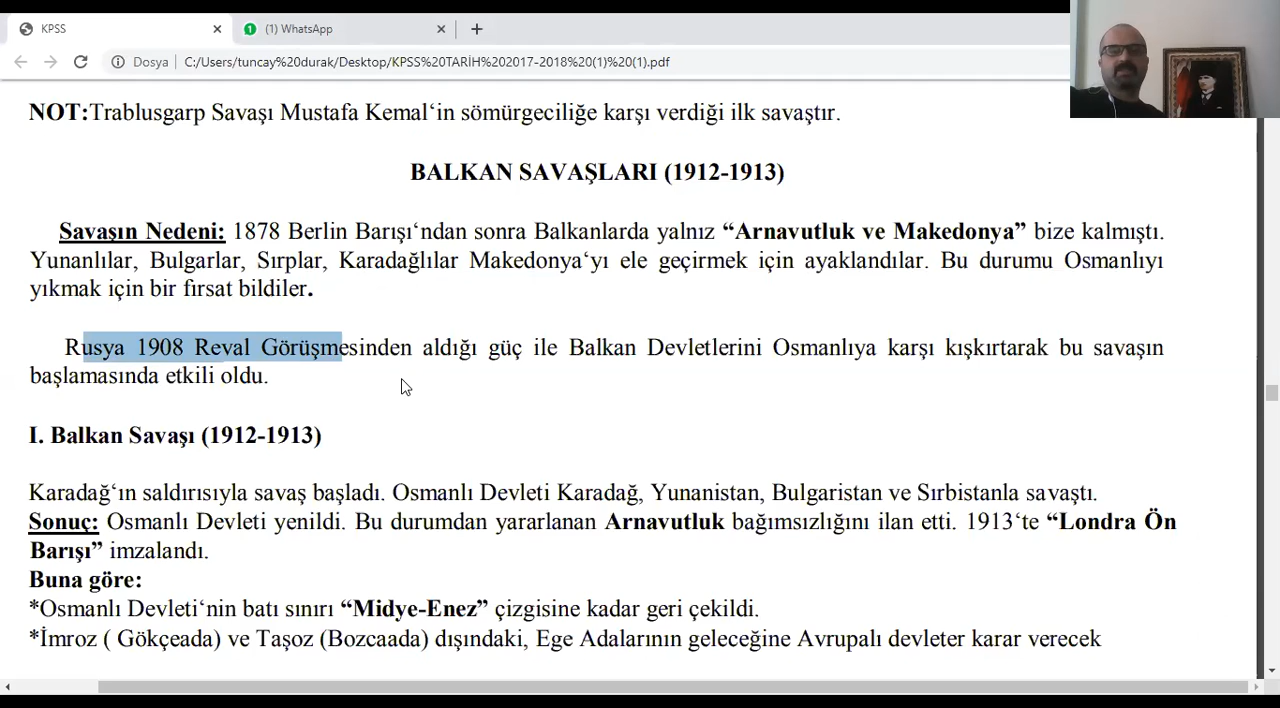 KPSS
1 (1) WhatsApp
Dosya C:/Users/tuncay%20durak/Desktop/KPSS%20TARİH%202017-2018%20(1)%20(1).pdf
NOT:Trablusgarp Savaşı Mustafa Kemal‘in sömürgeciliğe karşı verdiği ilk savaştır.
BALKAN SAVAŞLARI (1912-1913)
Savaşın Nedeni: 1878 Berlin Barışı‘ndan sonra Balkanlarda yalnız “Arnavutluk ve Makedonya” bize kalmıştı.
Yunanlılar, Bulgarlar, Sırplar, Karadağlılar Makedonya‘yı ele geçirmek için ayaklandılar. Bu durumu Osmanlıyı
yıkmak için bir fırsat bildiler.
Rusya 1908 Reval Görüşmesinden aldığı güç ile Balkan Devletlerini Osmanlıya karşı kışkırtarak bu savaşın
başlamasında etkili oldu.
I. Balkan Savaşı (1912-1913)
Karadağ‘ın saldırısıyla savaş başladı. Osmanlı Devleti Karadağ, Yunanistan, Bulgaristan ve Sırbistanla savaştı.
Sonuç: Osmanlı Devleti yenildi. Bu durumdan yararlanan Arnavutluk bağımsızlığını ilan etti. 1913‘te “Londra Ön
Barışı” imzalandı.
Buna göre:
*Osmanlı Devleti‘nin batı sınırı “Midye-Enez” çizgisine kadar geri çekildi.
*İmroz ( Gökçeada) ve Taşoz (Bozcaada) dışındaki, Ege Adalarının geleceğine Avrupalı devleter karar verecek